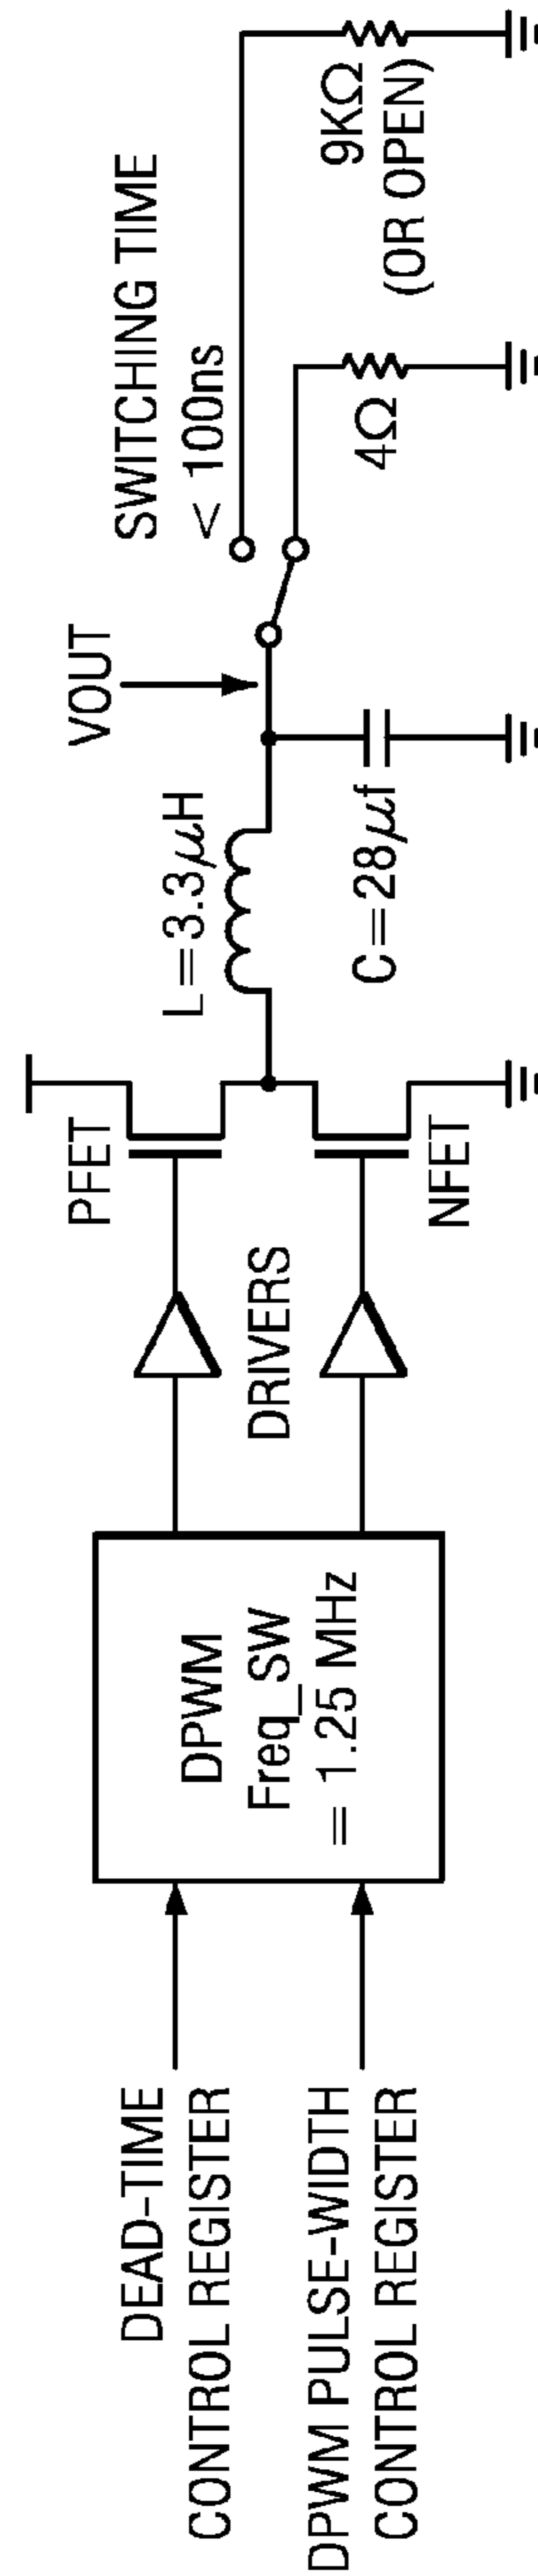 DEAD-TIME
CONTROL REGISTER
DPWM PULSE-WIDTH
CONTROL REGISTER
DPWM
Freq_SW
= 1.25 MHz
DRIVERS
PFET
NFET
L=3.3μH
C=28μf
VOUT
SWITCHING TIME
< 100ns
4Ω
9KΩ
(OR OPEN)